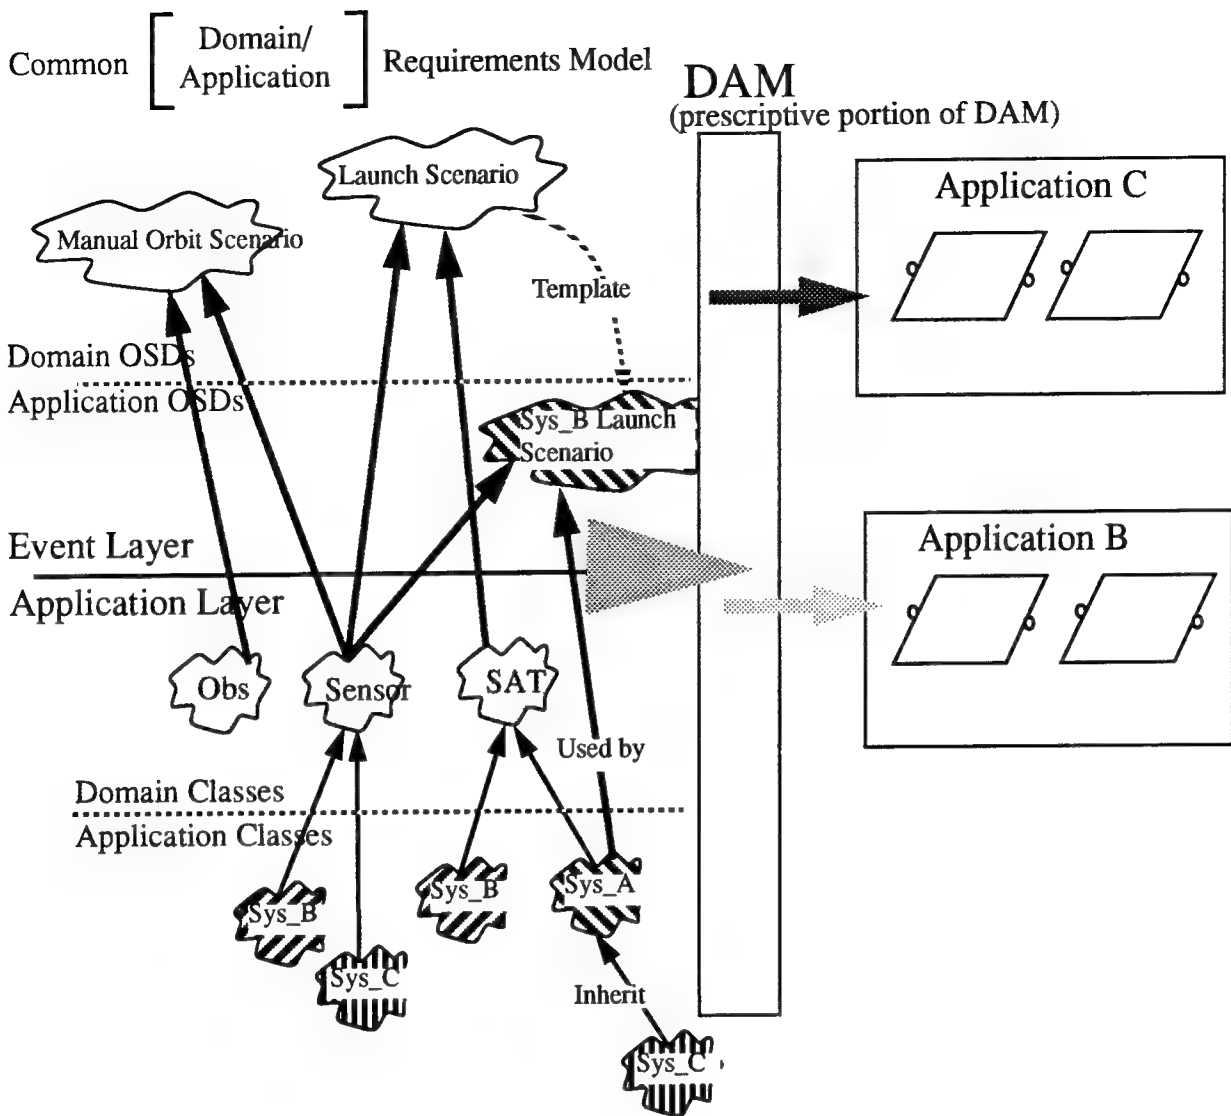 Common [ Domain/ Application ] Requirements Model
DAM
(prescriptive portion of DAM)
Launch Scenario
Application C
Manual Orbit Scenario
Template
Domain OSDs
Application OSDs
Sys_B Launch
Scenario
Event Layer
Application B
Application Layer
Obs
Sensor
SAT
Used by
Domain Classes
Application Classes
Sys_B
Sys_B
Sys_A
Sys_C
Inherit
Sys_C